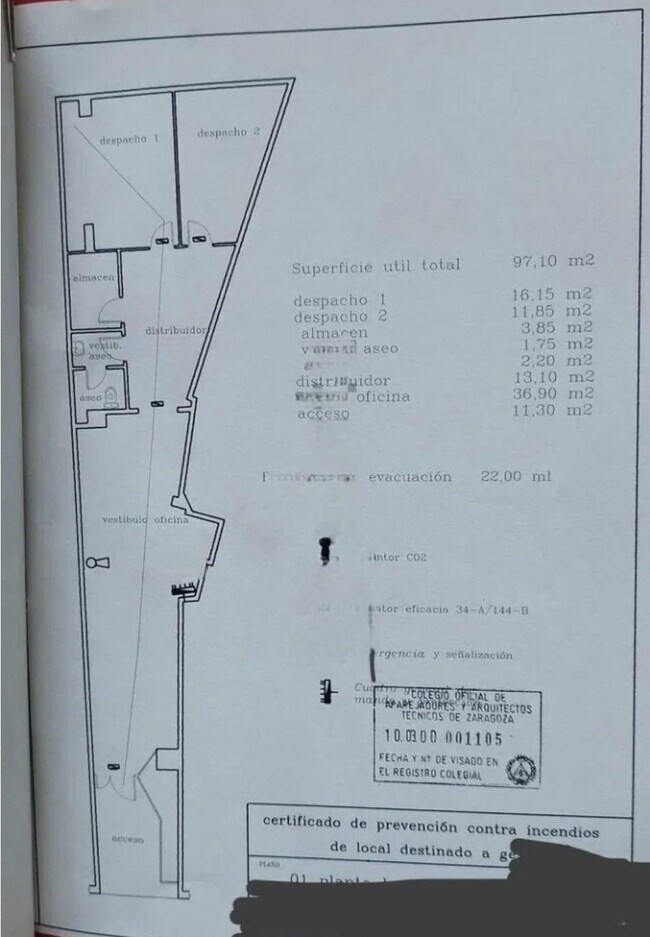 despacho 1
despacho 2
almacen
distribuidor
vestib.
aseo
aseo
vestibulo oficina
acceso
Superficie util total 97,10 m2
despacho 1 16,15 m2
despacho 2 11,85 m2
almacen 3,85 m2
aseo 1,75 m2
2,20 m2
distribuidor 13,10 m2
oficina 36,90 m2
acceso 11,30 m2
evacuación 22,00 ml
CO2
eficacia 34-A/144-B
y señalización
Cuadro
COLEGIO OFICIAL DE
APAREJADORES Y ARQUITECTOS
TECNICOS DE ZARAGOZA
10.0300 001105
FECHA Y Nº DE VISADO EN
EL REGISTRO COLEGIAL
certificado de prevención contra incendios
de local destinado a
PLANO
01